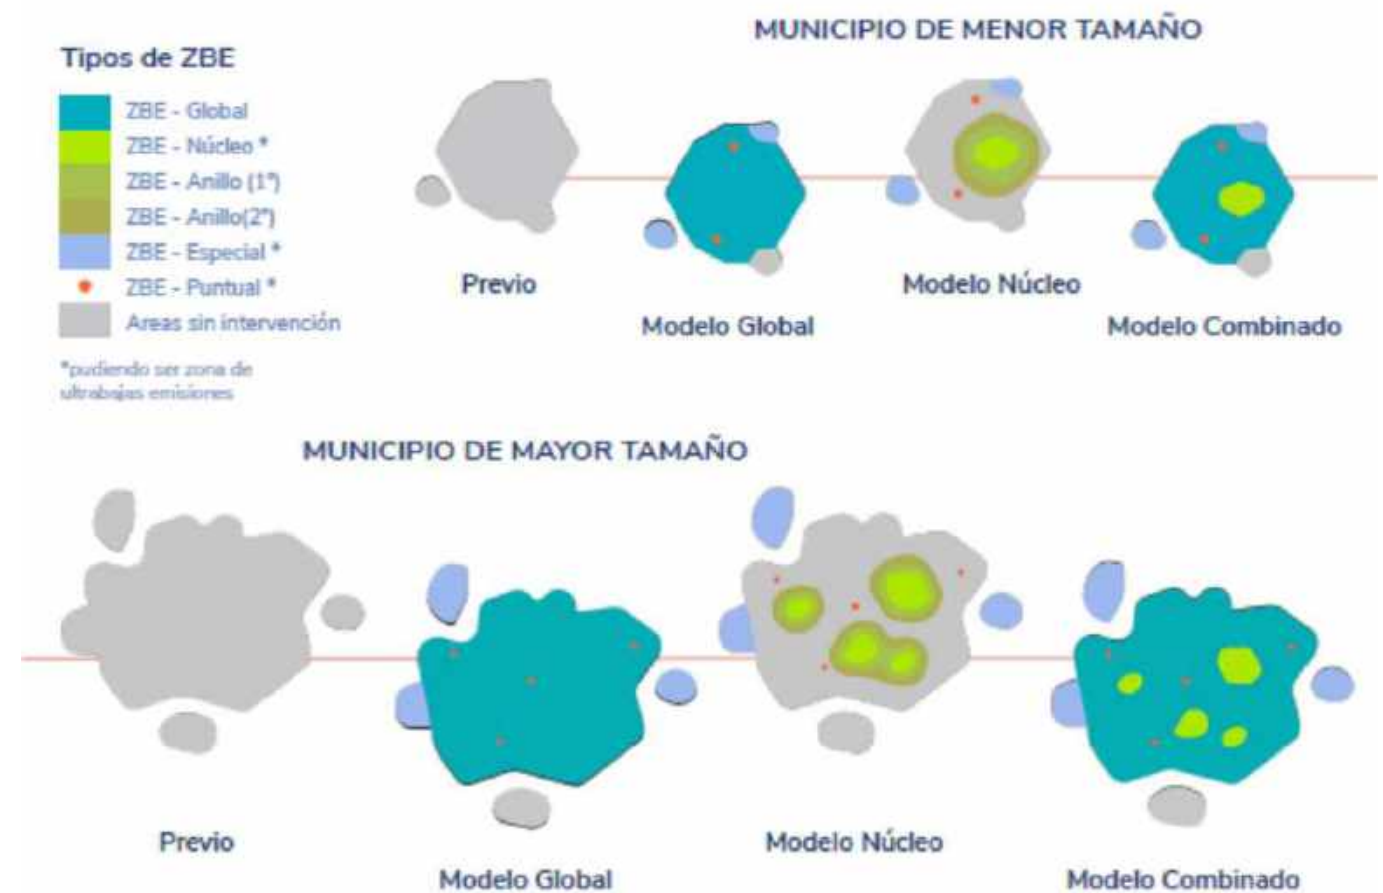 MUNICIPIO DE MENOR TAMAÑO
Tipos de ZBE
ZBE - Global
ZBE - Núcleo *
ZBE - Anillo (1º)
ZBE - Anillo(2º)
ZBE - Especial *
ZBE - Puntual *
Areas sin intervención
*pudiendo ser zona de
ultrabajas emisiones
Previo
Modelo Global
Modelo Núcleo
Modelo Combinado
MUNICIPIO DE MAYOR TAMAÑO
Previo
Modelo Global
Modelo Núcleo
Modelo Combinado